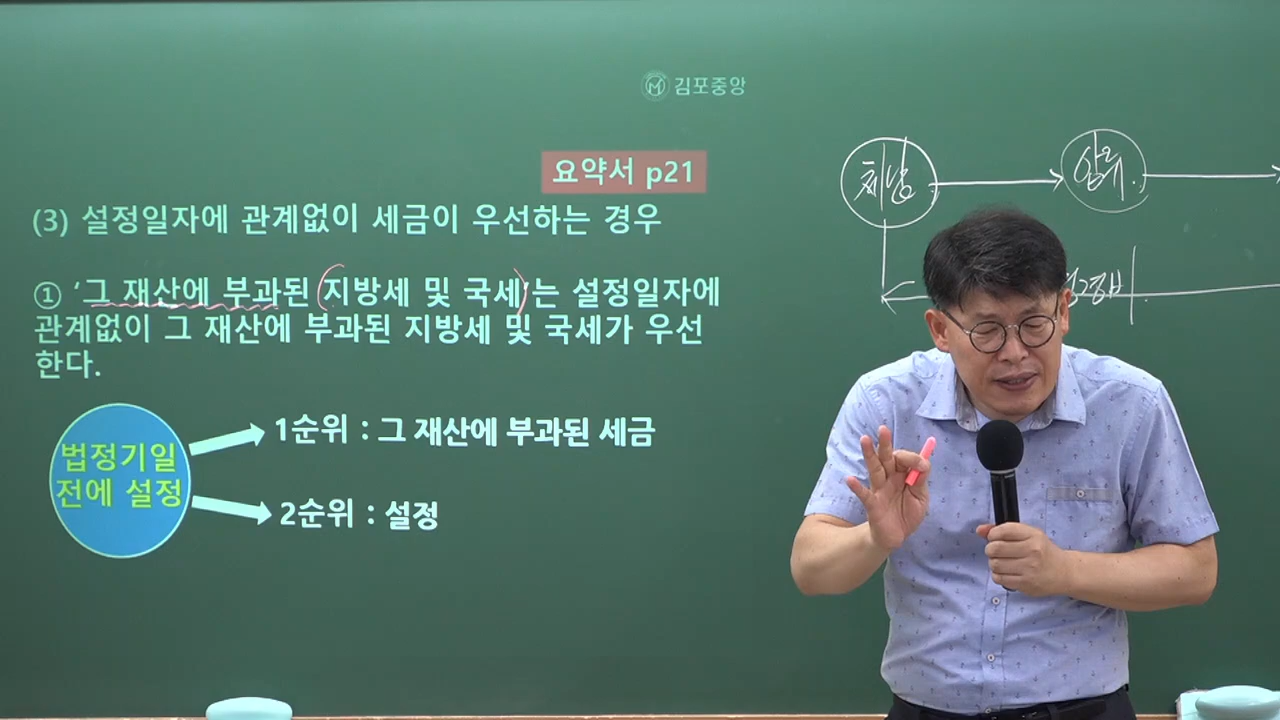 김포중앙
요약서 p21
(3) 설정일자에 관계없이 세금이 우선하는 경우
① '그 재산에 부과된 지방세 및 국세'는 설정일자에
관계없이 그 재산에 부과된 지방세 및 국세가 우선
한다.
법정기일
전에 설정
1순위 : 그 재산에 부과된 세금
2순위 : 설정
체납
압류